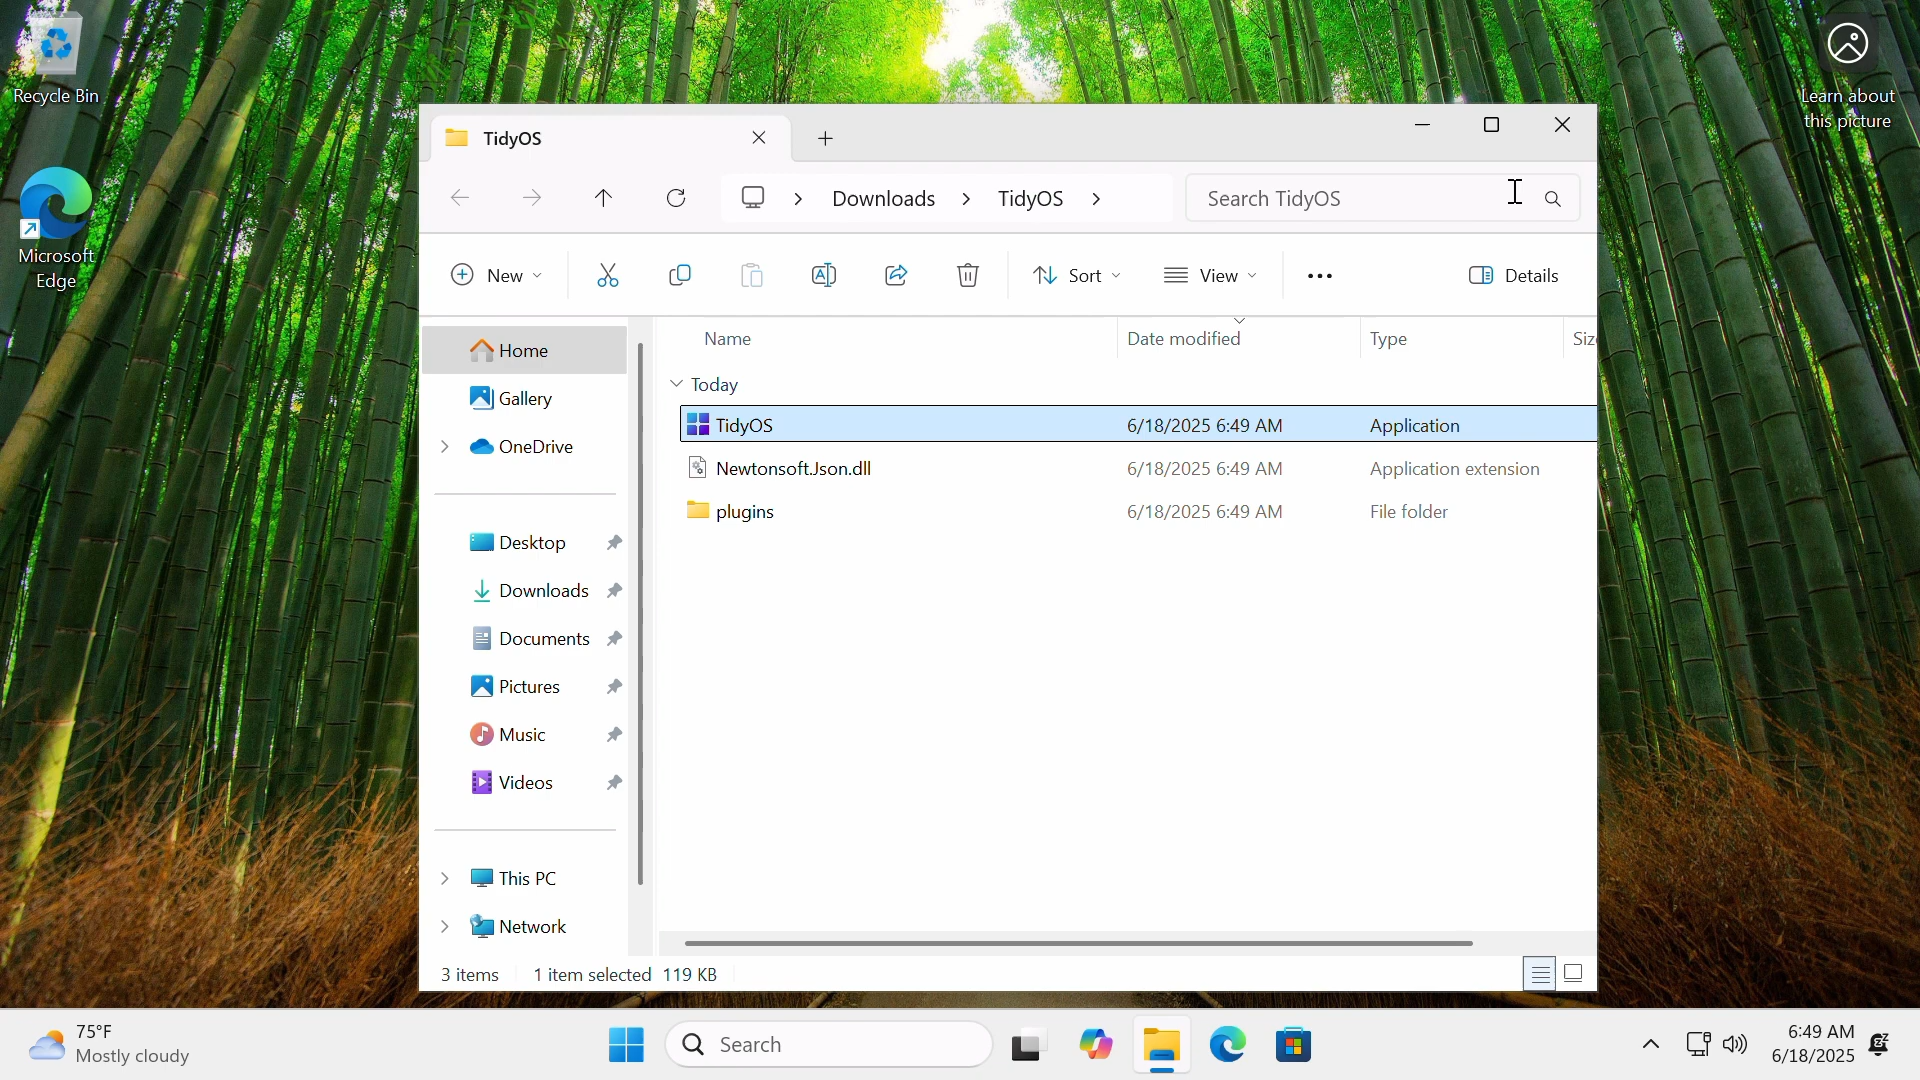 Recycle Bin
Microsoft
Edge
Learn about
this picture
TidyOS
Downloads
TidyOS
Search TidyOS
New
Sort
View
Details
Home
Gallery
OneDrive
Desktop
Downloads
Documents
Pictures
Music
Videos
This PC
Network
Name Date modified Type Siz
Today
TidyOS 6/18/2025 6:49 AM Application
Newtonsoft.Json.dll 6/18/2025 6:49 AM Application extension
plugins 6/18/2025 6:49 AM File folder
3 items 1 item selected 119 KB
75°F
Mostly cloudy
Search
6:49 AM
6/18/2025